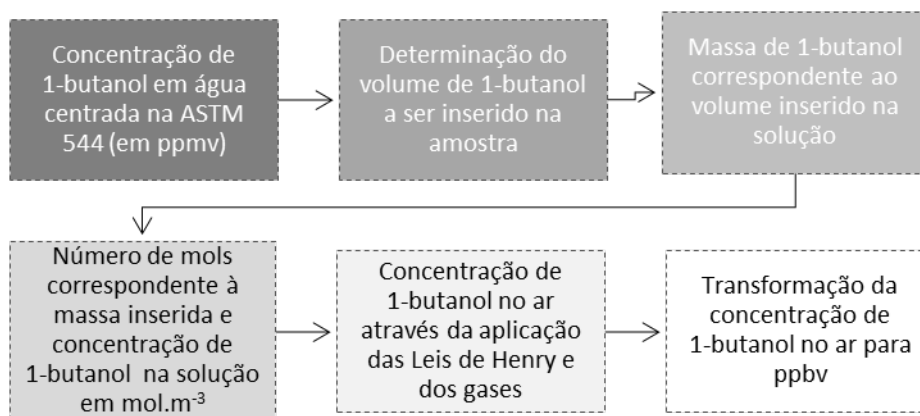 Concentração de
1-butanol em água
centrada na ASTM
544 (em ppmv)
Determinação do
volume de 1-butanol
a ser inserido na
amostra
Massa de 1-butanol
correspondente ao
volume inserido na
solução
Número de mols
correspondente à
massa inserida e
concentração de
1-butanol na solução
em mol.m⁻³
Concentração de
1-butanol no ar
através da aplicação
das Leis de Henry e
dos gases
Transformação da
concentração de
1-butanol no ar para
ppbv